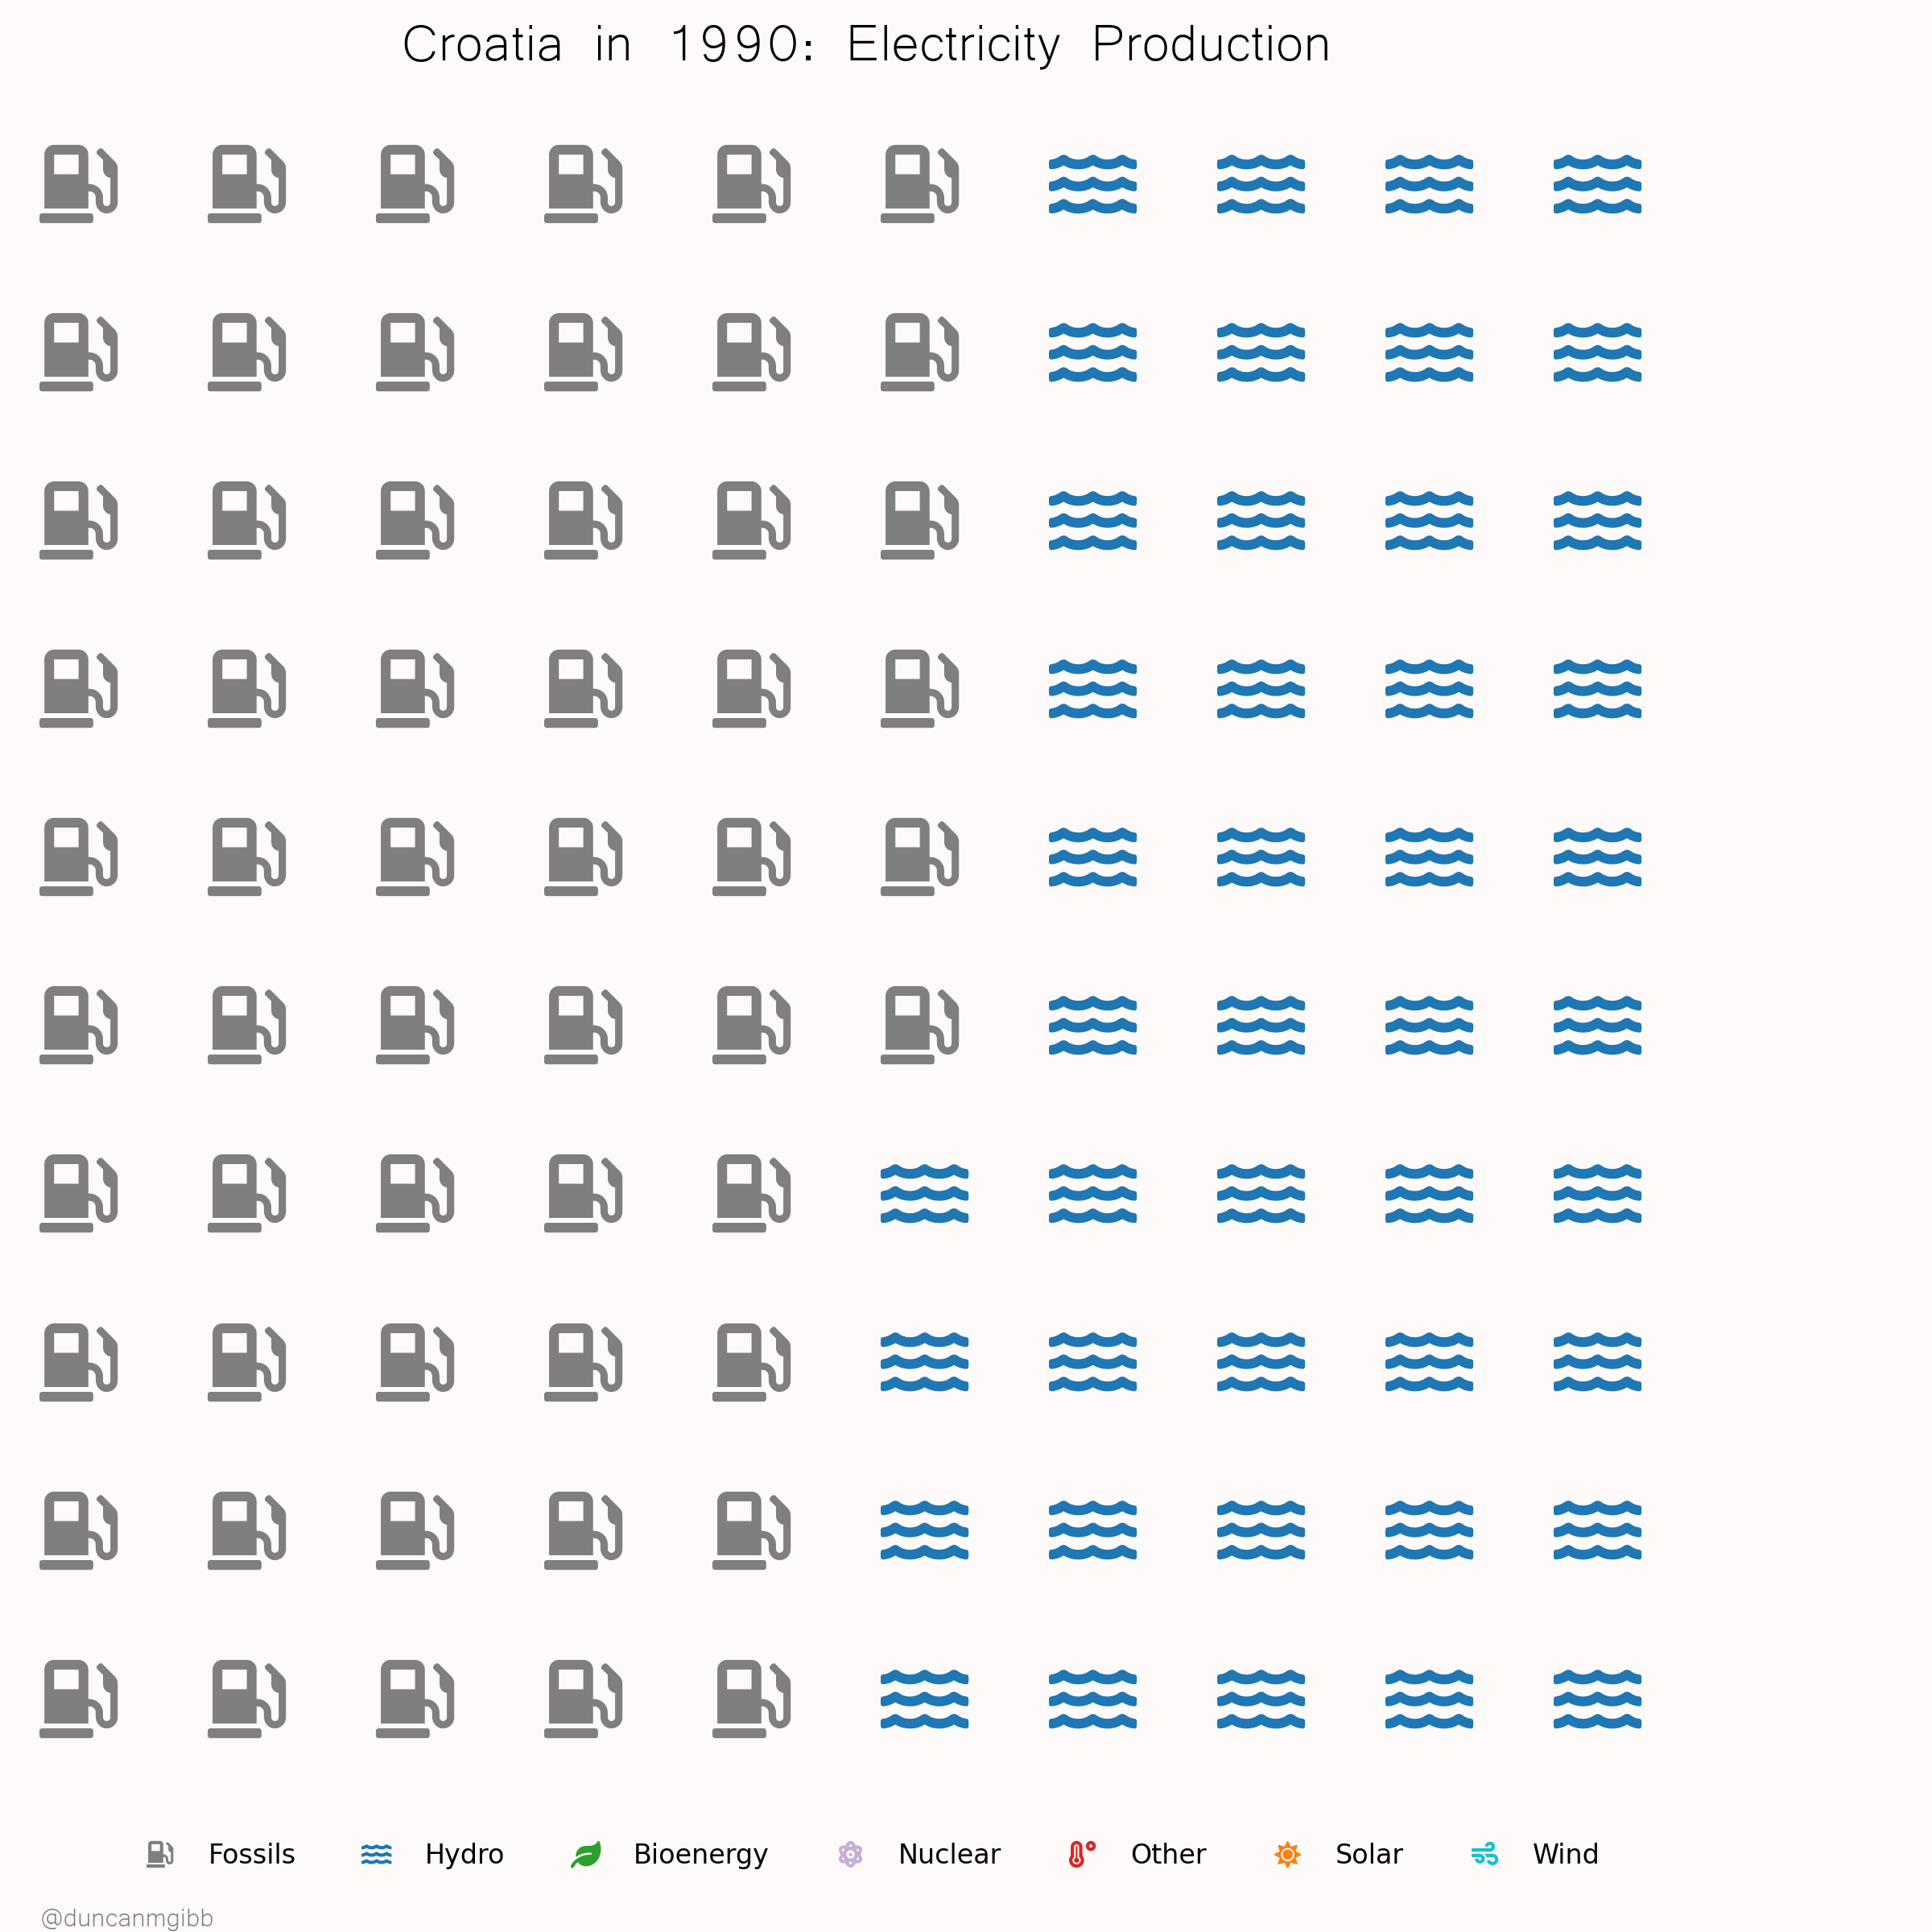 Croatia in 1990: Electricity Production
Fossils Hydro Bioenergy Nuclear Other Solar Wind
@duncanmgibb